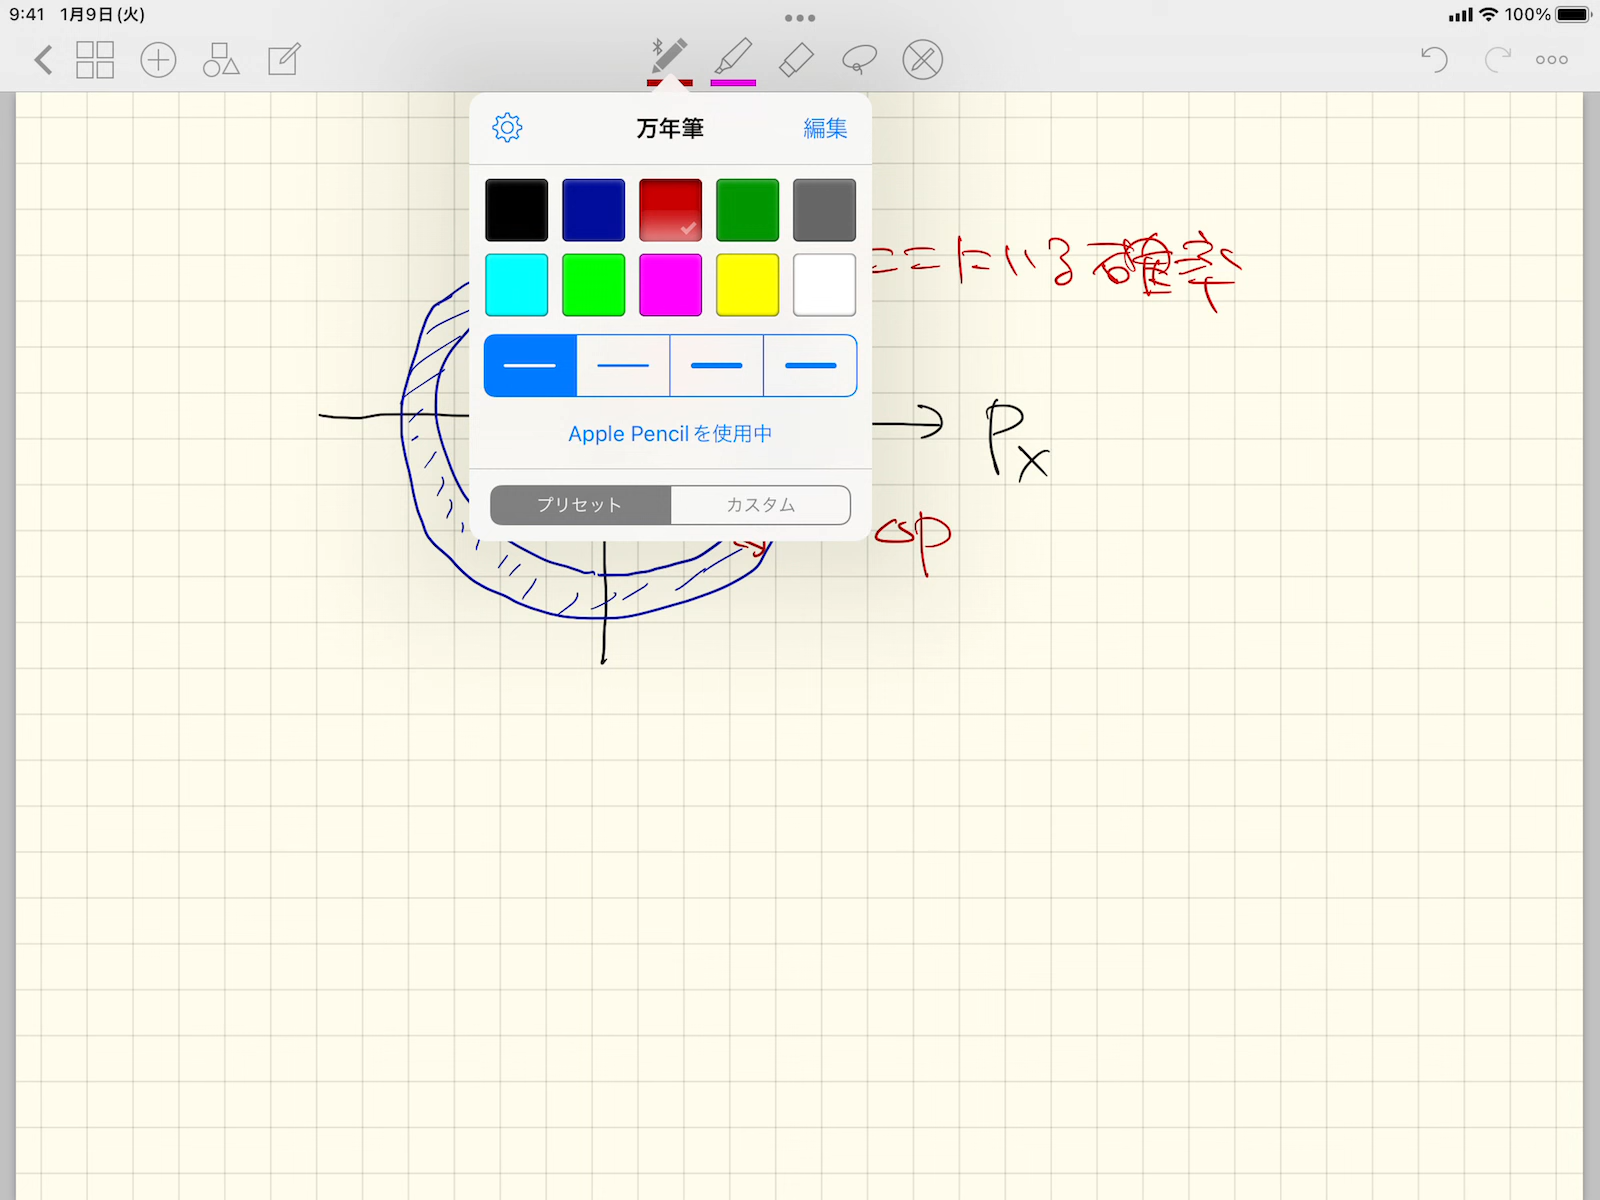 9:41 1月9日(火) 100%
万年筆 編集
ここにいる確率
Apple Pencilを使用中
Px
プリセット カスタム